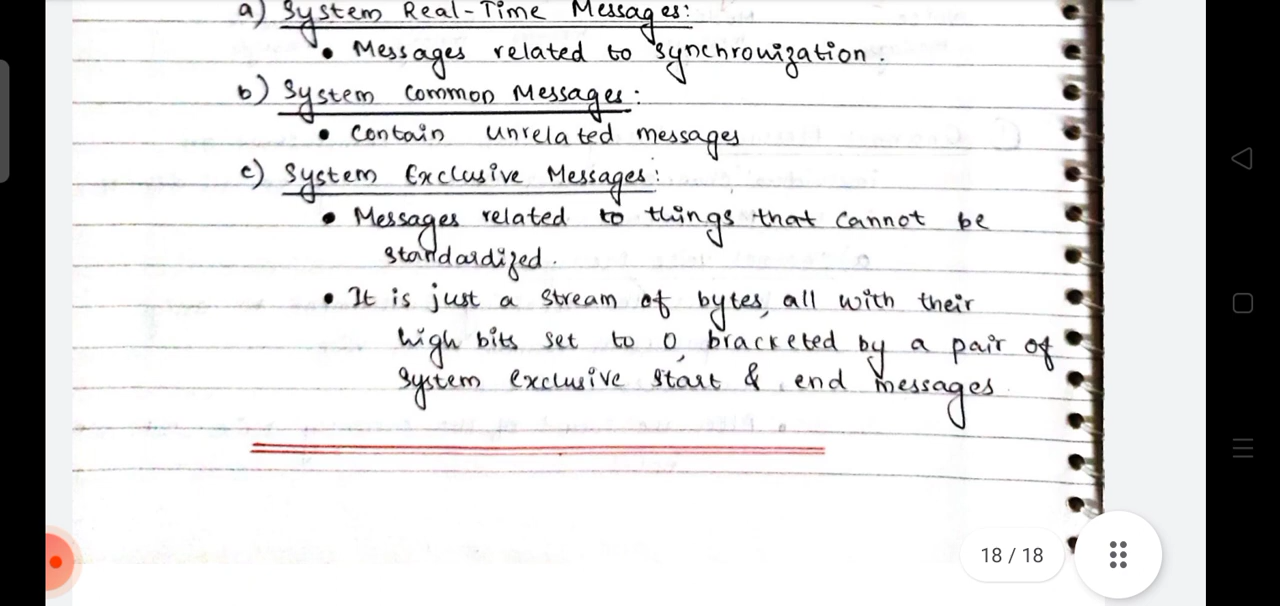 a) System Real-Time Messages:
• Messages related to synchronization.
b) System Common Messages:
• Contain unrelated messages
c) System Exclusive Messages:
• Messages related to things that cannot be
standardized.
• It is just a stream of bytes, all with their
high bits set to 0, bracketed by a pair of
system exclusive start & end messages
18 / 18